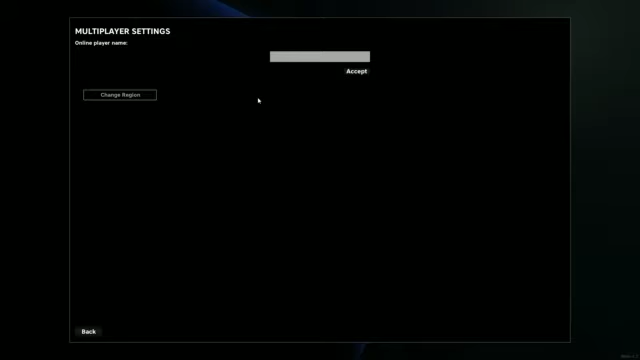 MULTIPLAYER SETTINGS
Online player name:
Accept
Change Region
Back